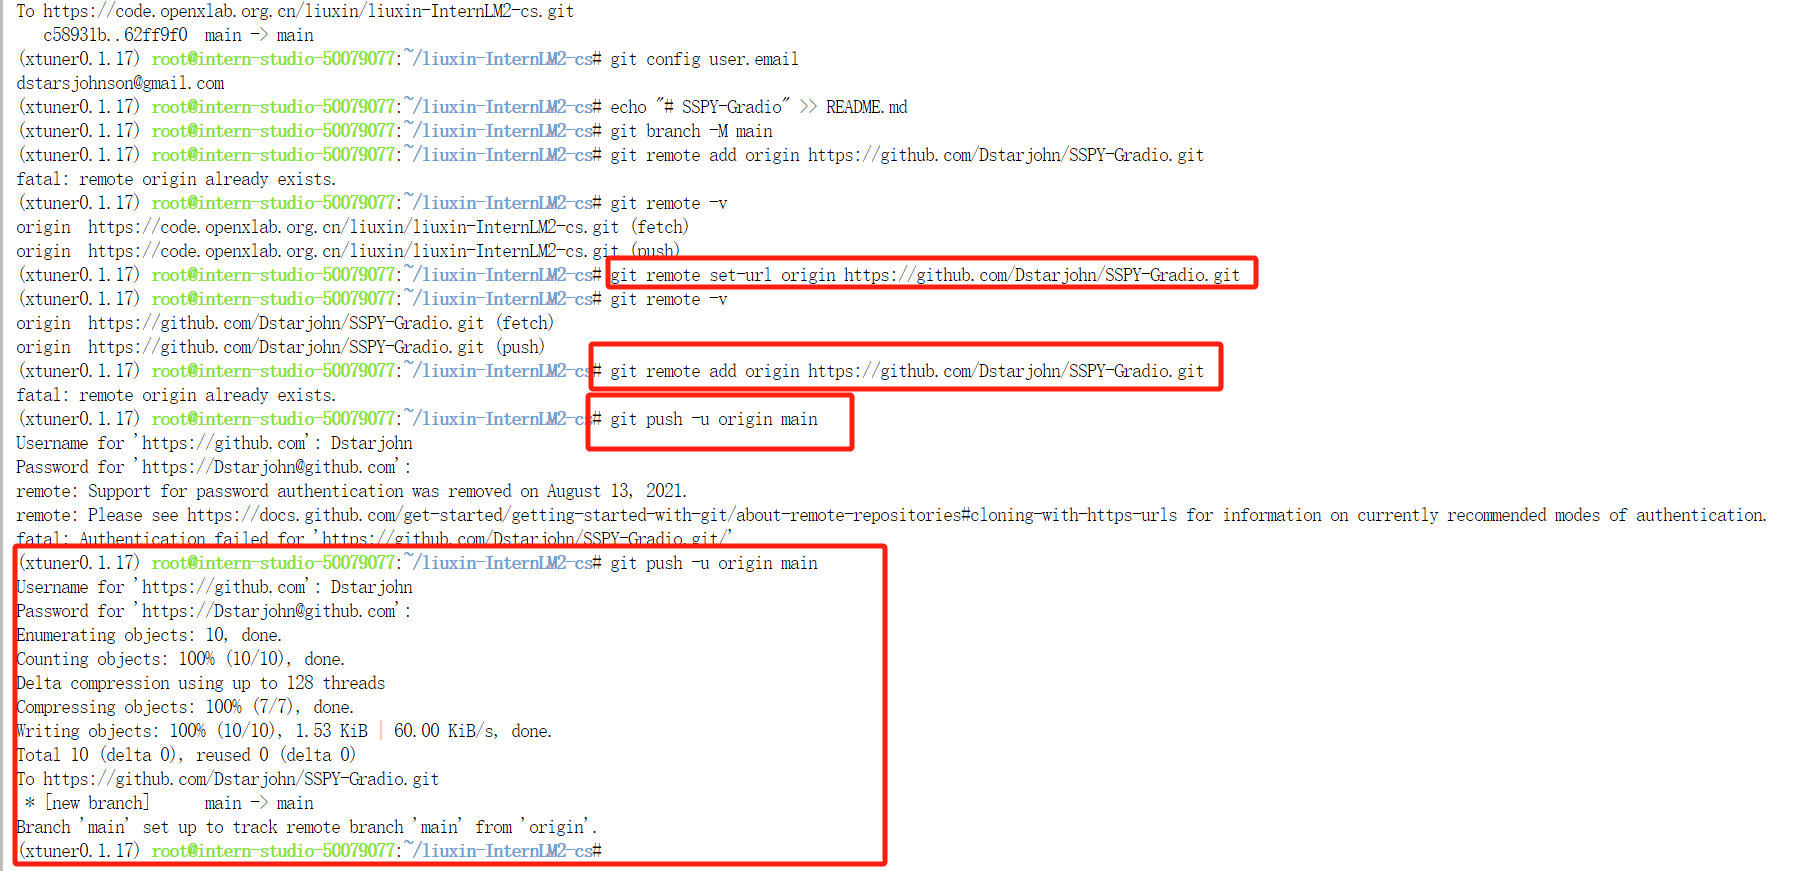 To https://code.openxlab.org.cn/liuxin/liuxin-InternLM2-cs.git
   c58931b..62ff9f0  main -> main
(xtuner0.1.17) root@intern-studio-50079077:~/liuxin-InternLM2-cs# git config user.email
dstarsjohnson@gmail.com
(xtuner0.1.17) root@intern-studio-50079077:~/liuxin-InternLM2-cs# echo "# SSPY-Gradio" >> README.md
(xtuner0.1.17) root@intern-studio-50079077:~/liuxin-InternLM2-cs# git branch -M main
(xtuner0.1.17) root@intern-studio-50079077:~/liuxin-InternLM2-cs# git remote add origin https://github.com/Dstarjohn/SSPY-Gradio.git
fatal: remote origin already exists.
(xtuner0.1.17) root@intern-studio-50079077:~/liuxin-InternLM2-cs# git remote -v
origin  https://code.openxlab.org.cn/liuxin/liuxin-InternLM2-cs.git (fetch)
origin  https://code.openxlab.org.cn/liuxin/liuxin-InternLM2-cs.git (push)
(xtuner0.1.17) root@intern-studio-50079077:~/liuxin-InternLM2-cs# git remote set-url origin https://github.com/Dstarjohn/SSPY-Gradio.git
(xtuner0.1.17) root@intern-studio-50079077:~/liuxin-InternLM2-cs# git remote -v
origin  https://github.com/Dstarjohn/SSPY-Gradio.git (fetch)
origin  https://github.com/Dstarjohn/SSPY-Gradio.git (push)
(xtuner0.1.17) root@intern-studio-50079077:~/liuxin-InternLM2-cs# git remote add origin https://github.com/Dstarjohn/SSPY-Gradio.git
fatal: remote origin already exists.
(xtuner0.1.17) root@intern-studio-50079077:~/liuxin-InternLM2-cs# git push -u origin main
Username for 'https://github.com': Dstarjohn
Password for 'https://Dstarjohn@github.com':
remote: Support for password authentication was removed on August 13, 2021.
remote: Please see https://docs.github.com/get-started/getting-started-with-git/about-remote-repositories#cloning-with-https-urls for information on currently recommended modes of authentication.
fatal: Authentication failed for 'https://github.com/Dstarjohn/SSPY-Gradio.git/'
(xtuner0.1.17) root@intern-studio-50079077:~/liuxin-InternLM2-cs# git push -u origin main
Username for 'https://github.com': Dstarjohn
Password for 'https://Dstarjohn@github.com':
Enumerating objects: 10, done.
Counting objects: 100% (10/10), done.
Delta compression using up to 128 threads
Compressing objects: 100% (7/7), done.
Writing objects: 100% (10/10), 1.53 KiB | 60.00 KiB/s, done.
Total 10 (delta 0), reused 0 (delta 0)
To https://github.com/Dstarjohn/SSPY-Gradio.git
 * [new branch]      main -> main
Branch 'main' set up to track remote branch 'main' from 'origin'.
(xtuner0.1.17) root@intern-studio-50079077:~/liuxin-InternLM2-cs#